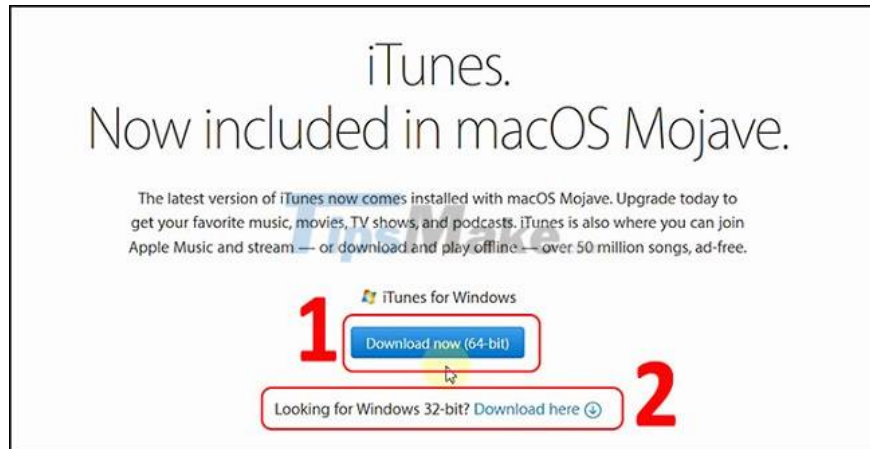 iTunes.
Now included in macOS Mojave.
The latest version of iTunes now comes installed with macOS Mojave. Upgrade today to
get your favorite music, movies, TV shows, and podcasts. iTunes is also where you can join
Apple Music and stream — or download and play offline — over 50 million songs, ad-free.
TipsMake
iTunes for Windows
1
Download now (64-bit)
Looking for Windows 32-bit? Download here
2